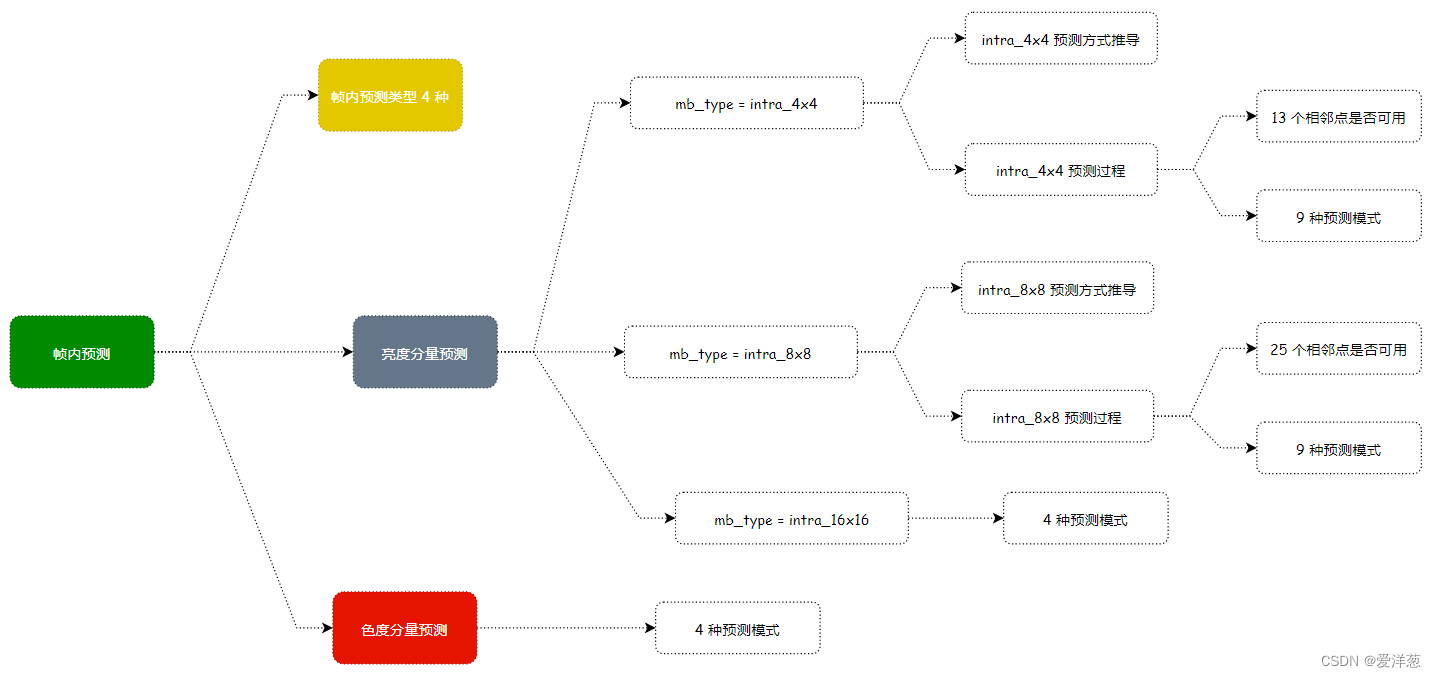 帧内预测
帧内预测类型 4 种
亮度分量预测
mb_type = intra_4x4
intra_4x4 预测方式推导
intra_4x4 预测过程
13 个相邻点是否可用
9 种预测模式
mb_type = intra_8x8
intra_8x8 预测方式推导
intra_8x8 预测过程
25 个相邻点是否可用
9 种预测模式
mb_type = intra_16x16
4 种预测模式
色度分量预测
4 种预测模式
CSDN @爱洋葱